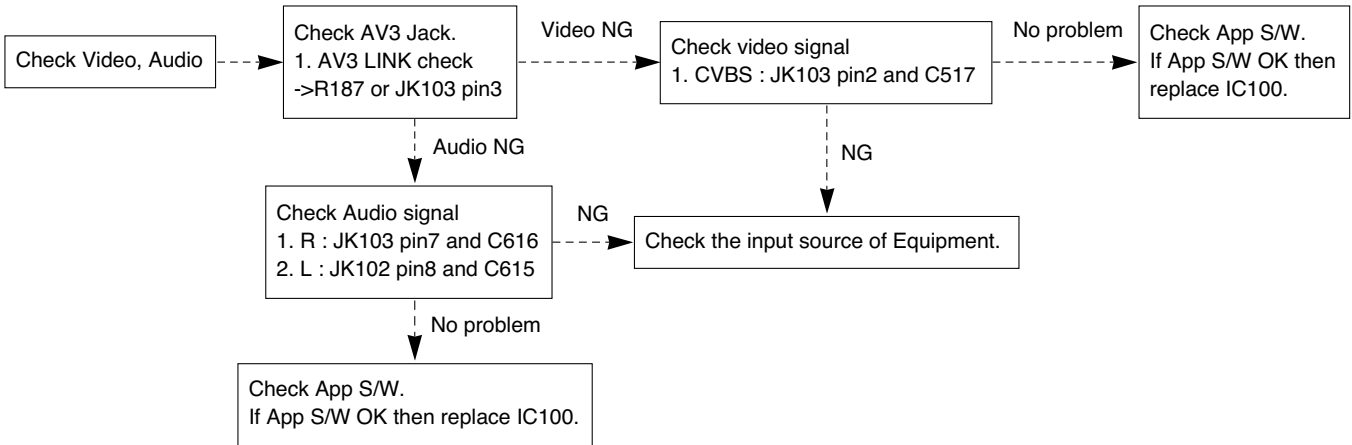 Check Video, Audio
Check AV3 Jack.
1. AV3 LINK check
->R187 or JK103 pin3
Video NG
Check video signal
1. CVBS : JK103 pin2 and C517
No problem
Check App S/W.
If App S/W OK then
replace IC100.
Audio NG
NG
Check Audio signal
1. R : JK103 pin7 and C616
2. L : JK102 pin8 and C615
NG
Check the input source of Equipment.
No problem
Check App S/W.
If App S/W OK then replace IC100.